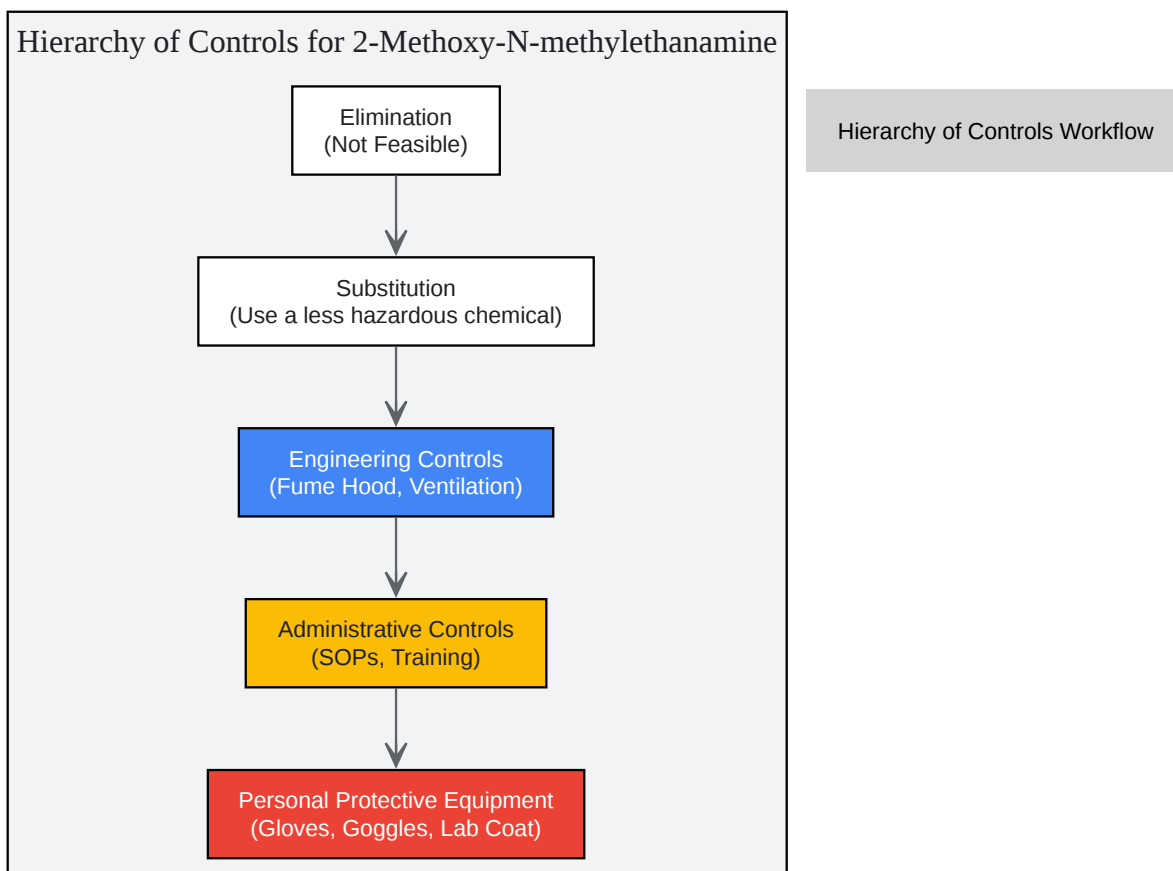 Hierarchy of Controls for 2-Methoxy-N-methylethanamine
Elimination
(Not Feasible)
Hierarchy of Controls Workflow
Substitution
(Use a less hazardous chemical)
Engineering Controls
(Fume Hood, Ventilation)
Administrative Controls
(SOPs, Training)
Personal Protective Equipment
(Gloves, Goggles, Lab Coat)